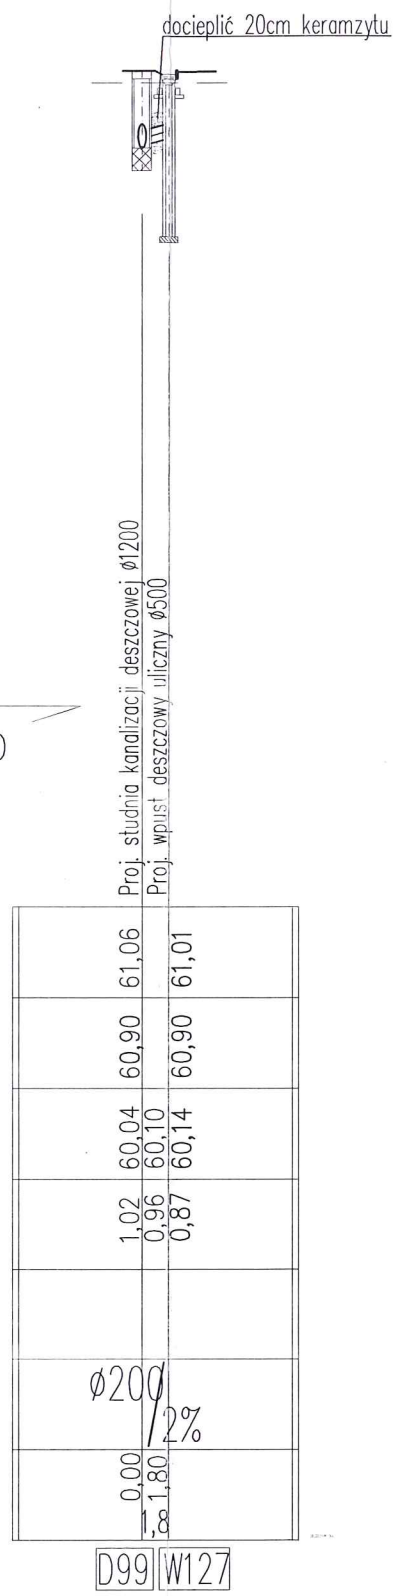 docieplić 20cm keramzytu
Proj. studnia kanalizacji deszczowej ø1200
Proj. wpust deszczowy uliczny ø500
61,06
61,01
60,90
60,90
60,04
60,10
60,14
1,02
0,96
0,87
ø200
2%
0,00
1,8
1,80
D99
W127